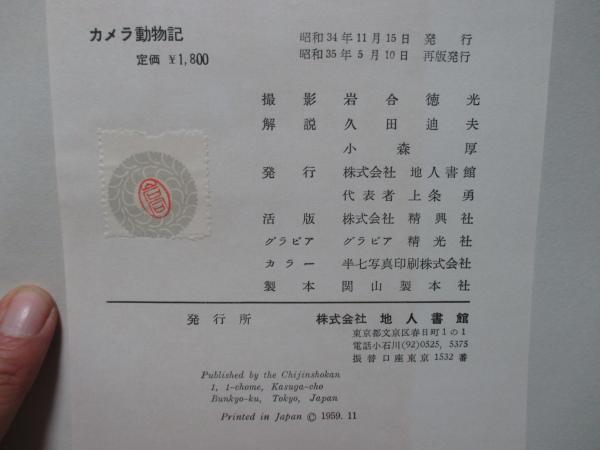 カメラ動物記
定価 ¥1,800
昭和34年11月15日 発行
昭和35年5月10日 再版発行
撮影 岩合徳光
解説 久田迪夫
小森厚
発行 株式会社 地人書館
代表者 上条勇
活版 株式会社 精興社
グラビア グラビア 精光社
カラー 半七写真印刷株式会社
製本 関山製本社
発行所 株式会社 地人書館
東京都文京区春日町1の1
電話小石川(92)0525, 5375
振替口座東京 1532番
Published by the Chijinshokan
1, 1-chome, Kasuga-cho
Bunkyo-ku, Tokyo, Japan
Printed in Japan © 1959. 11